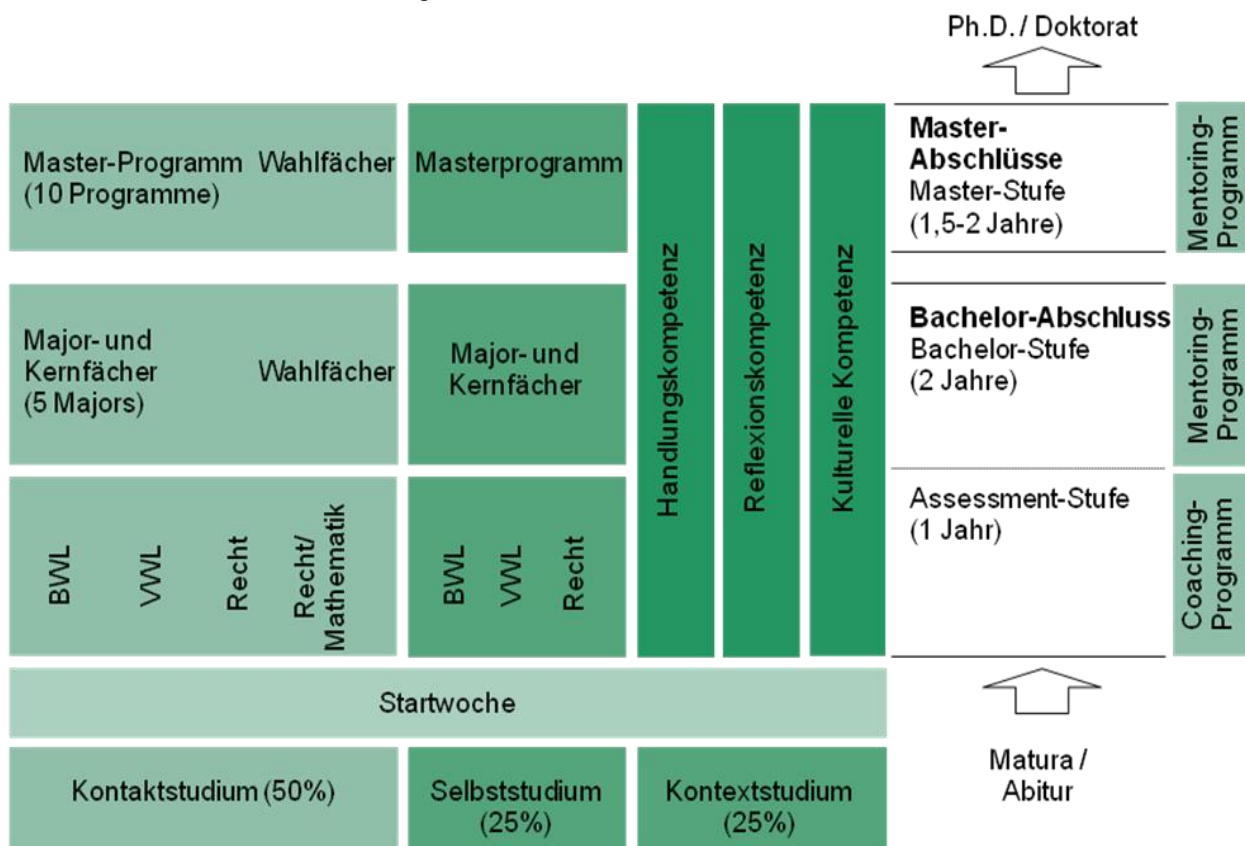 Ph.D. / Doktorat
Master-Programm Wahlfächer
(10 Programme)
Masterprogramm
Handlungskompetenz
Reflexionskompetenz
Kulturelle Kompetenz
Master-
Abschlüsse
Master-Stufe
(1,5-2 Jahre)
Mentoring-
Programm
Major- und
Kernfächer
(5 Majors)
Wahlfächer
Major- und
Kernfächer
Bachelor-Abschluss
Bachelor-Stufe
(2 Jahre)
Mentoring-
Programm
BWL
VWL
Recht
Recht/
Mathematik
BWL
VWL
Recht
Assessment-Stufe
(1 Jahr)
Coaching-
Programm
Startwoche
Kontaktstudium (50%)
Selbststudium
(25%)
Kontextstudium
(25%)
Matura /
Abitur